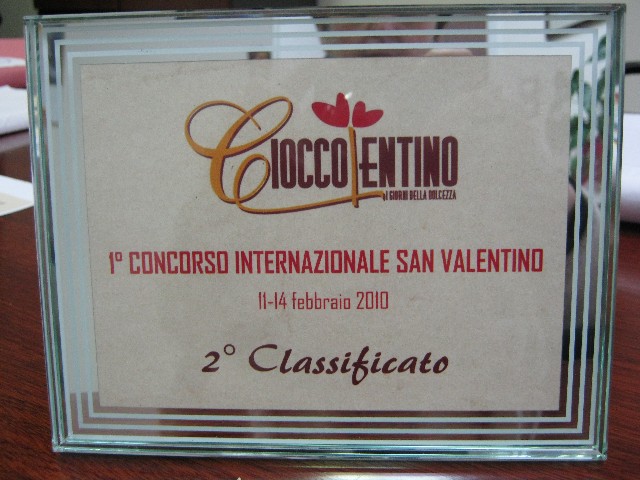 CIOCCOLENTINO
I GIORNI DELLA DOLCEZZA
1° CONCORSO INTERNAZIONALE SAN VALENTINO
11-14 febbraio 2010
2° Classificato